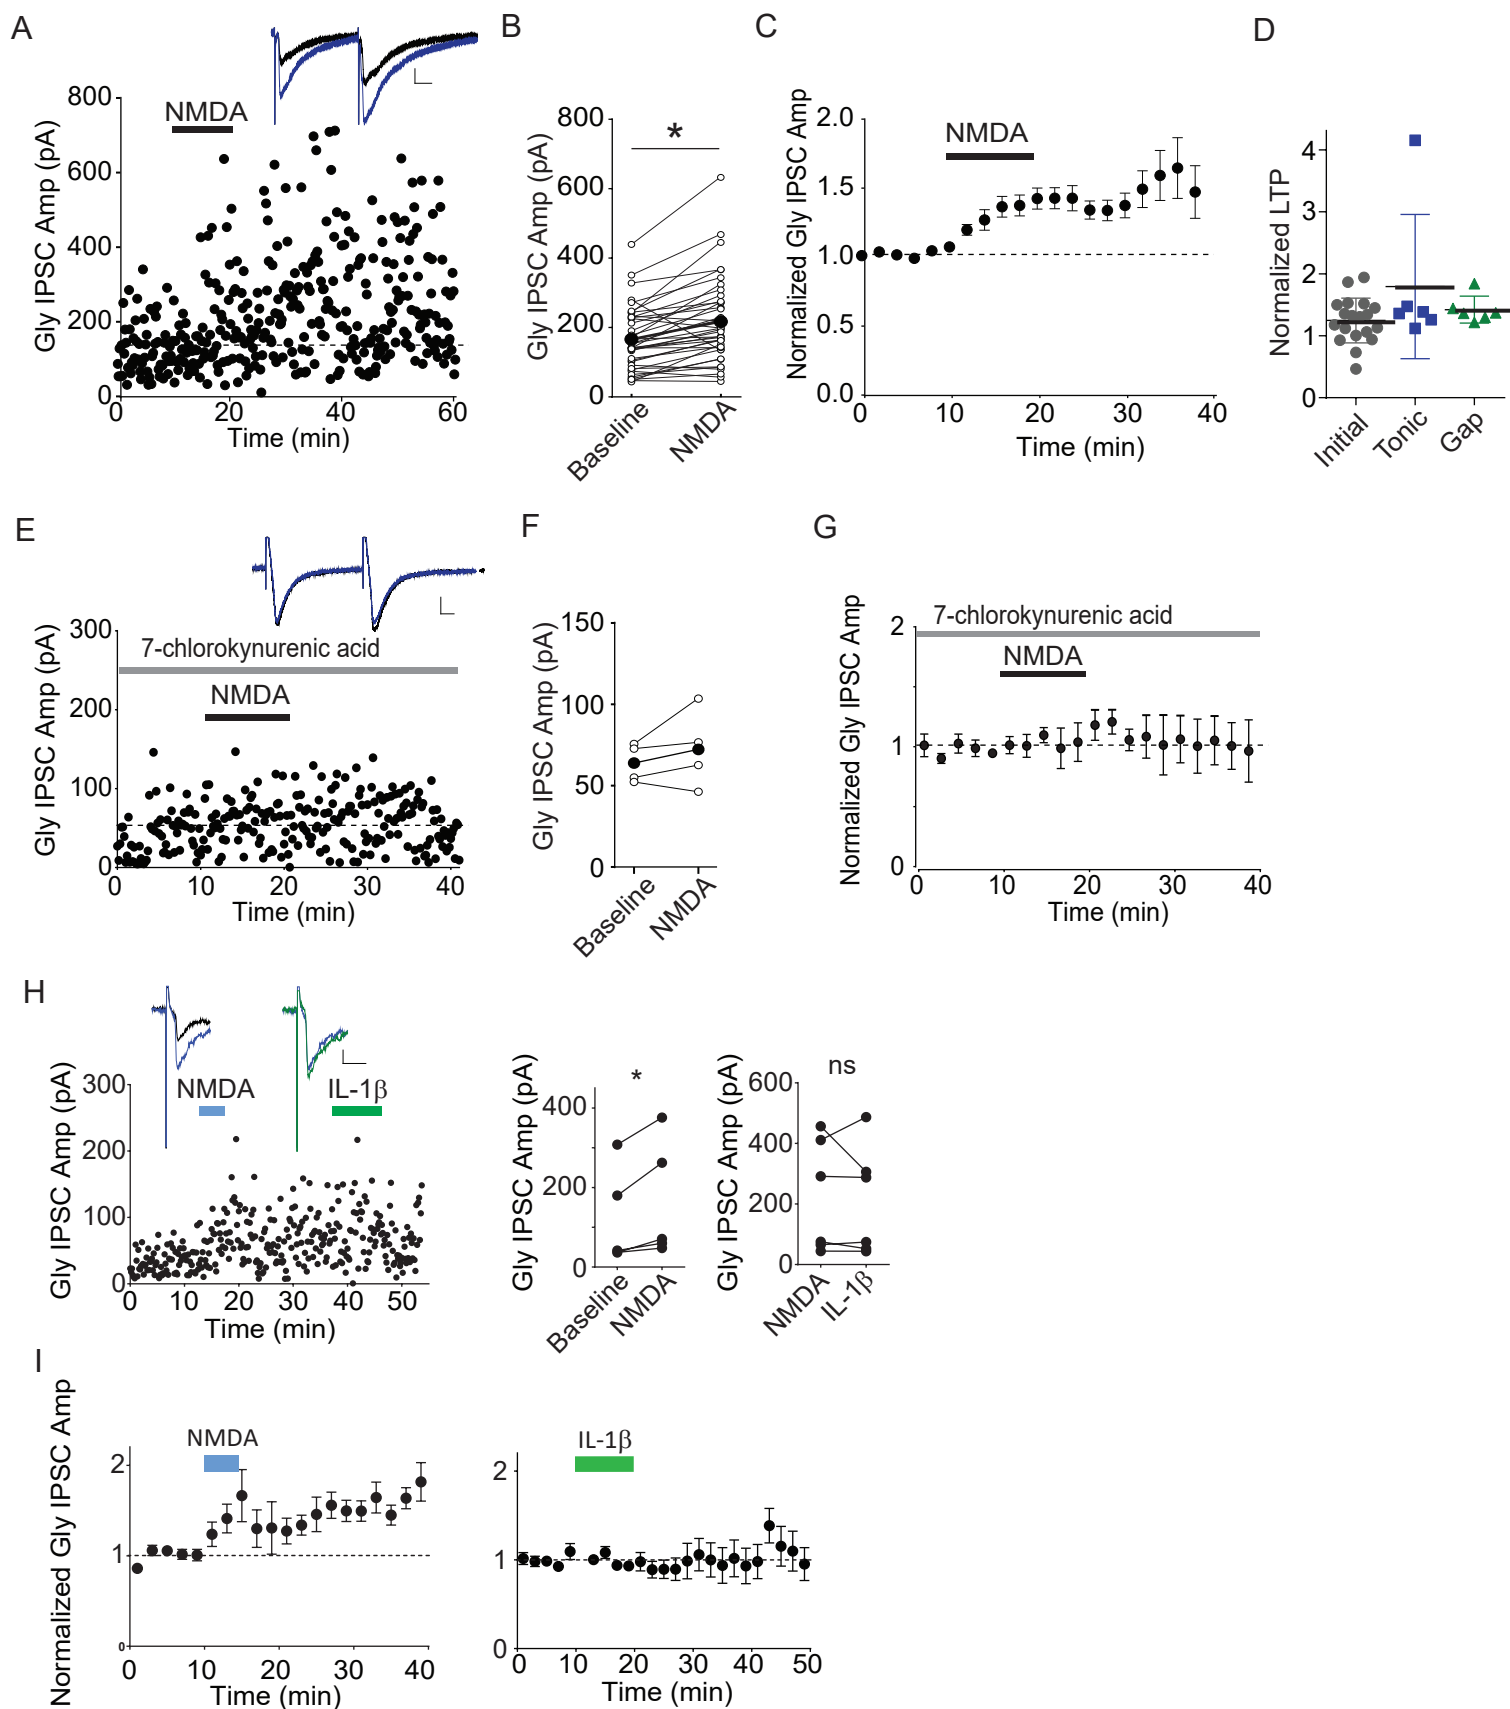 A
B
C
D
NMDA
Gly IPSC Amp (pA)
800
600
400
200
0
0 20 40 60
Time (min)
*
Gly IPSC Amp (pA)
800
600
400
200
0
Baseline
NMDA
NMDA
Normalized Gly IPSC Amp
2.0
1.5
1.0
0.5
0.0
0 10 20 30 40
Time (min)
Normalized LTP
4
3
2
1
0
Initial
Tonic
Gap
E
F
G
7-chlorokynurenic acid
NMDA
Gly IPSC Amp (pA)
300
200
100
0
0 10 20 30 40
Time (min)
Gly IPSC Amp (pA)
150
100
50
0
Baseline
NMDA
7-chlorokynurenic acid
NMDA
Normalized Gly IPSC Amp
2
1
0
0 10 20 30 40
Time (min)
H
NMDA
IL-1β
Gly IPSC Amp (pA)
300
200
100
0
0 10 20 30 40 50
Time (min)
*
Gly IPSC Amp (pA)
400
200
0
Baseline
NMDA
ns
Gly IPSC Amp (pA)
600
400
200
0
NMDA
IL-1β
I
NMDA
Normalized Gly IPSC Amp
2
1
0
0 10 20 30 40
Time (min)
IL-1β
2
1
0
0 10 20 30 40 50
Time (min)